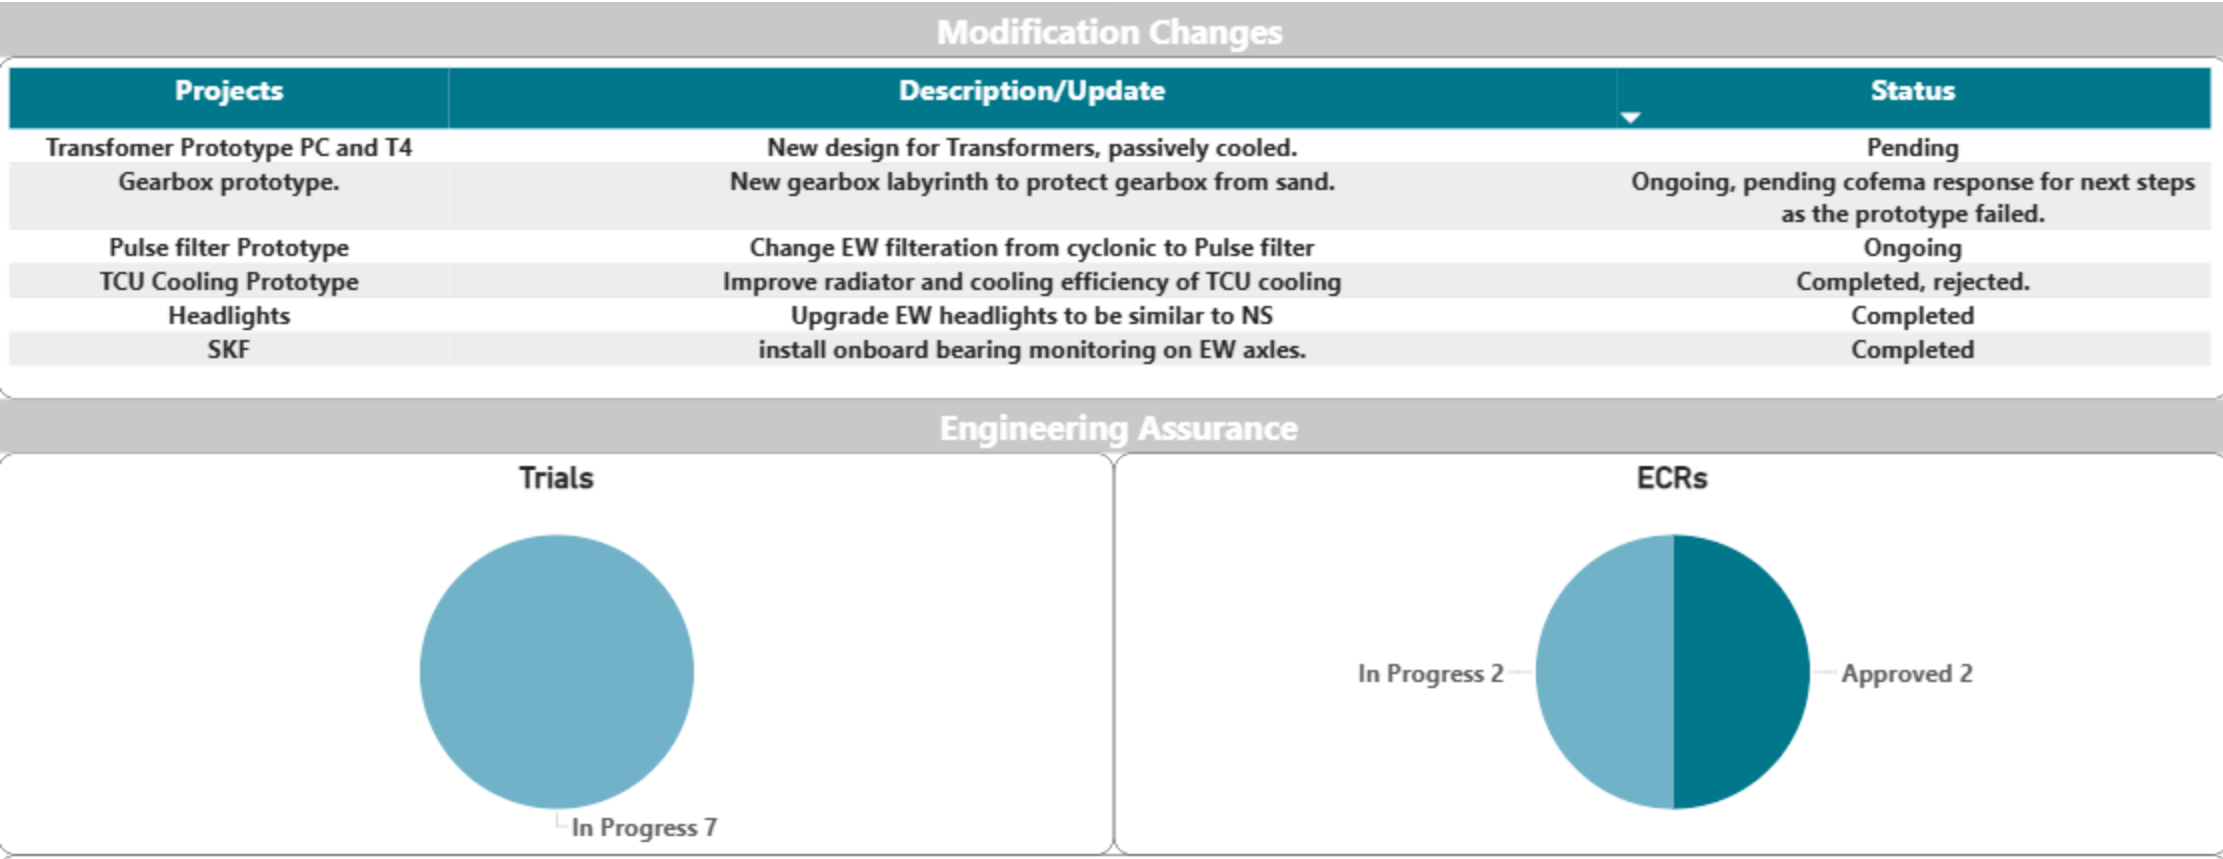 Modification Changes
Projects Description/Update Status
Transfomer Prototype PC and T4 New design for Transformers, passively cooled. Pending
Gearbox prototype. New gearbox labyrinth to protect gearbox from sand. Ongoing, pending cofema response for next steps
as the prototype failed.
Pulse filter Prototype Change EW filteration from cyclonic to Pulse filter Ongoing
TCU Cooling Prototype Improve radiator and cooling efficiency of TCU cooling Completed, rejected.
Headlights Upgrade EW headlights to be similar to NS Completed
SKF install onboard bearing monitoring on EW axles. Completed
Engineering Assurance
Trials
In Progress 7
ECRs
In Progress 2
Approved 2